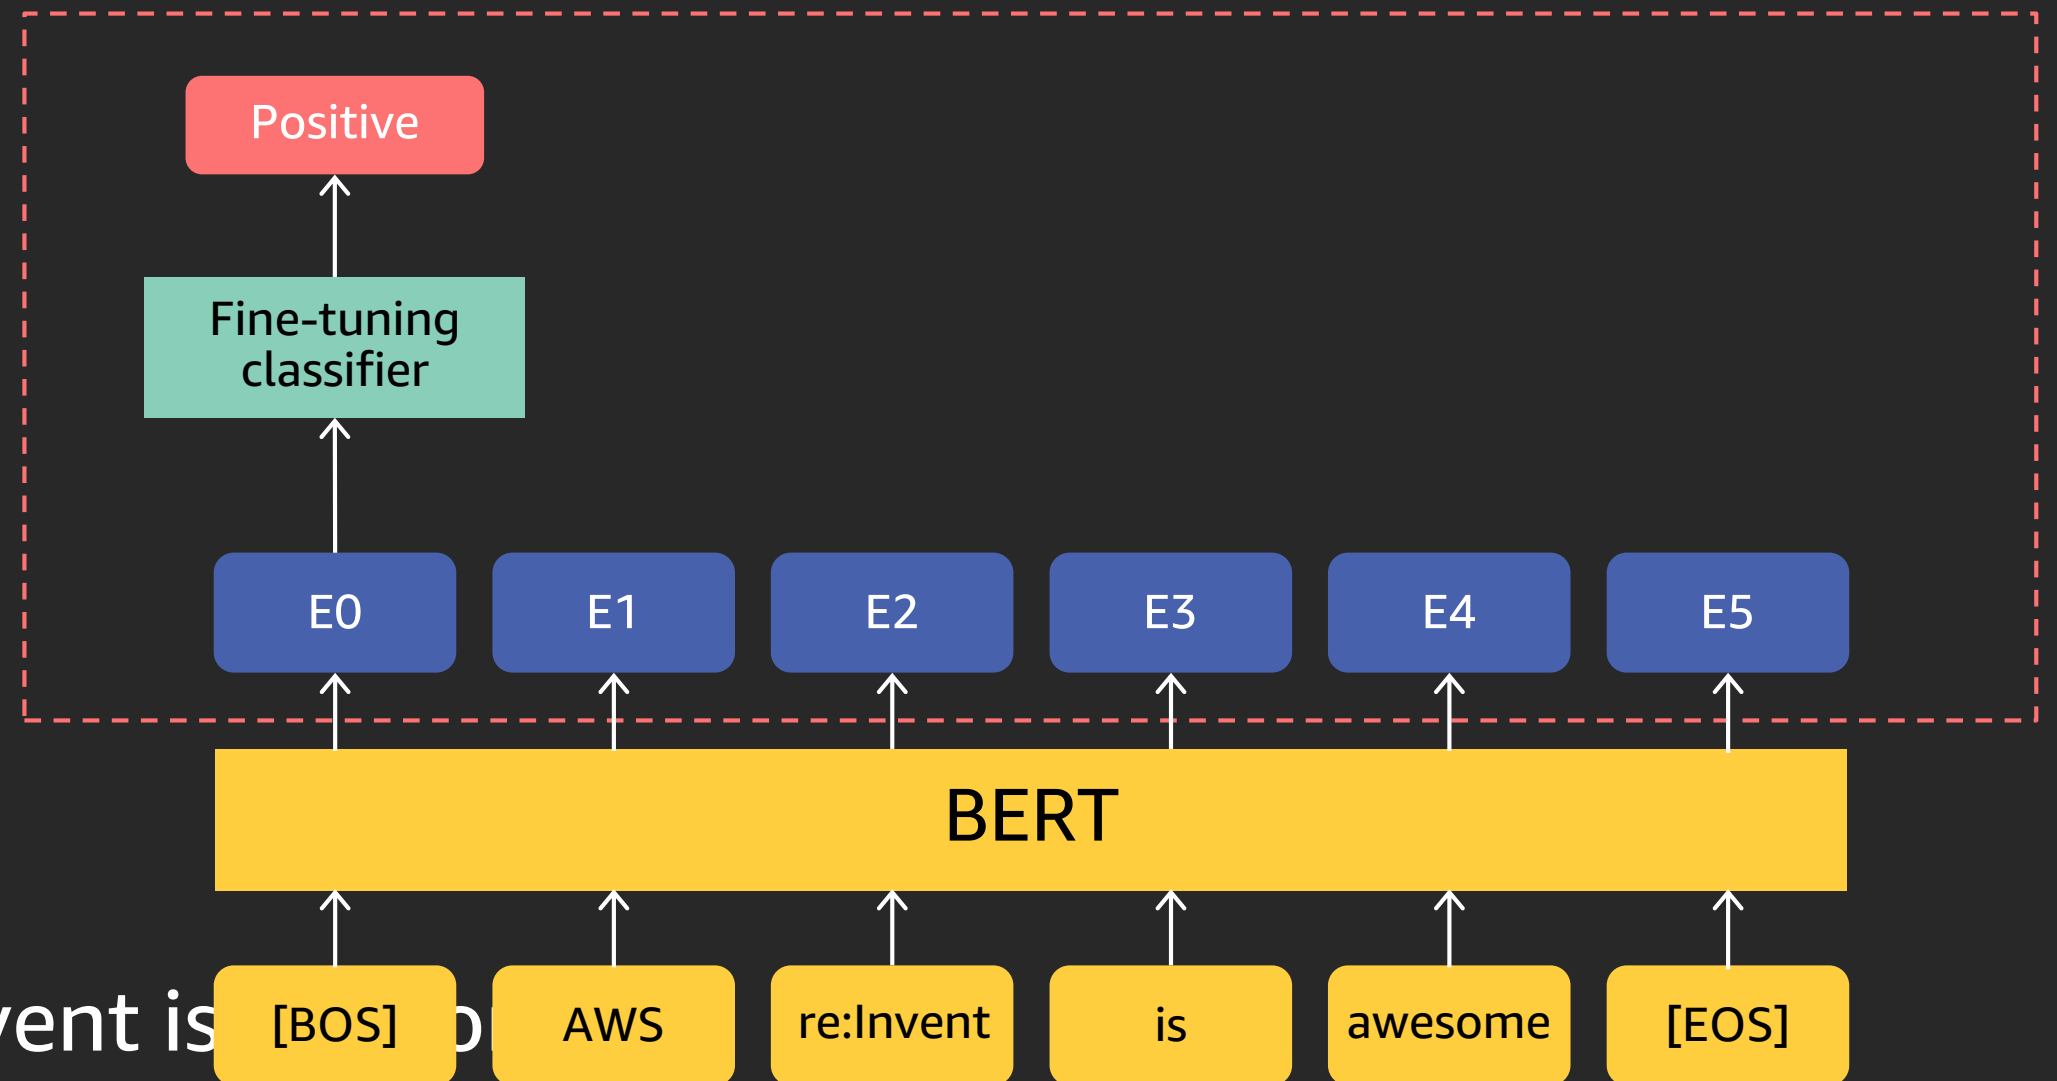 Positive
Fine-tuning
classifier
E0 E1 E2 E3 E4 E5
BERT
[BOS] AWS re:Invent is awesome [EOS]
is